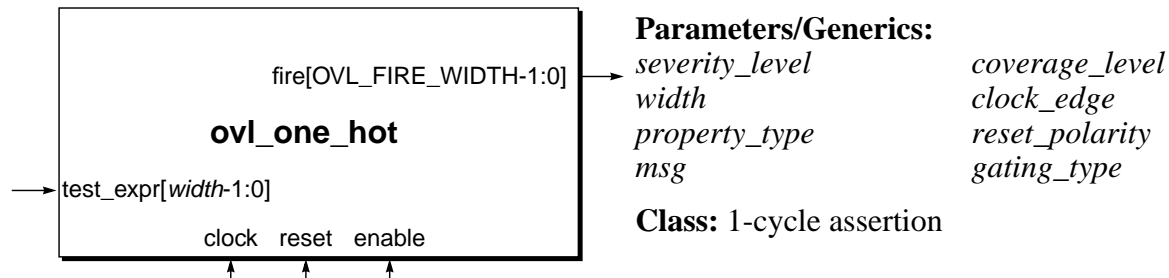 fire[OVL_FIRE_WIDTH-1:0]
ovl_one_hot
test_expr[width-1:0]
clock reset enable
Parameters/Generics:
severity_level coverage_level
width clock_edge
property_type reset_polarity
msg gating_type
Class: 1-cycle assertion